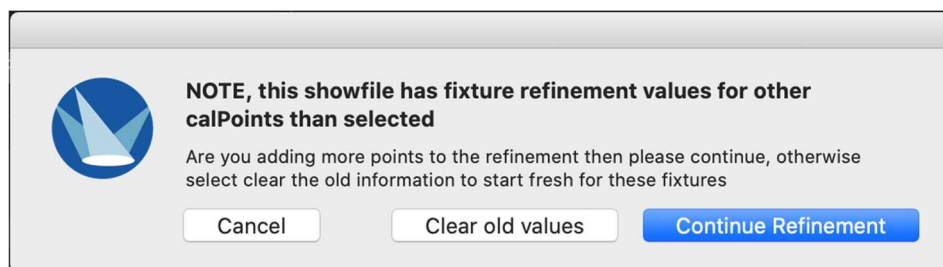 NOTE, this showfile has fixture refinement values for other
calPoints than selected
Are you adding more points to the refinement then please continue, otherwise
select clear the old information to start fresh for these fixtures
Cancel
Clear old values
Continue Refinement